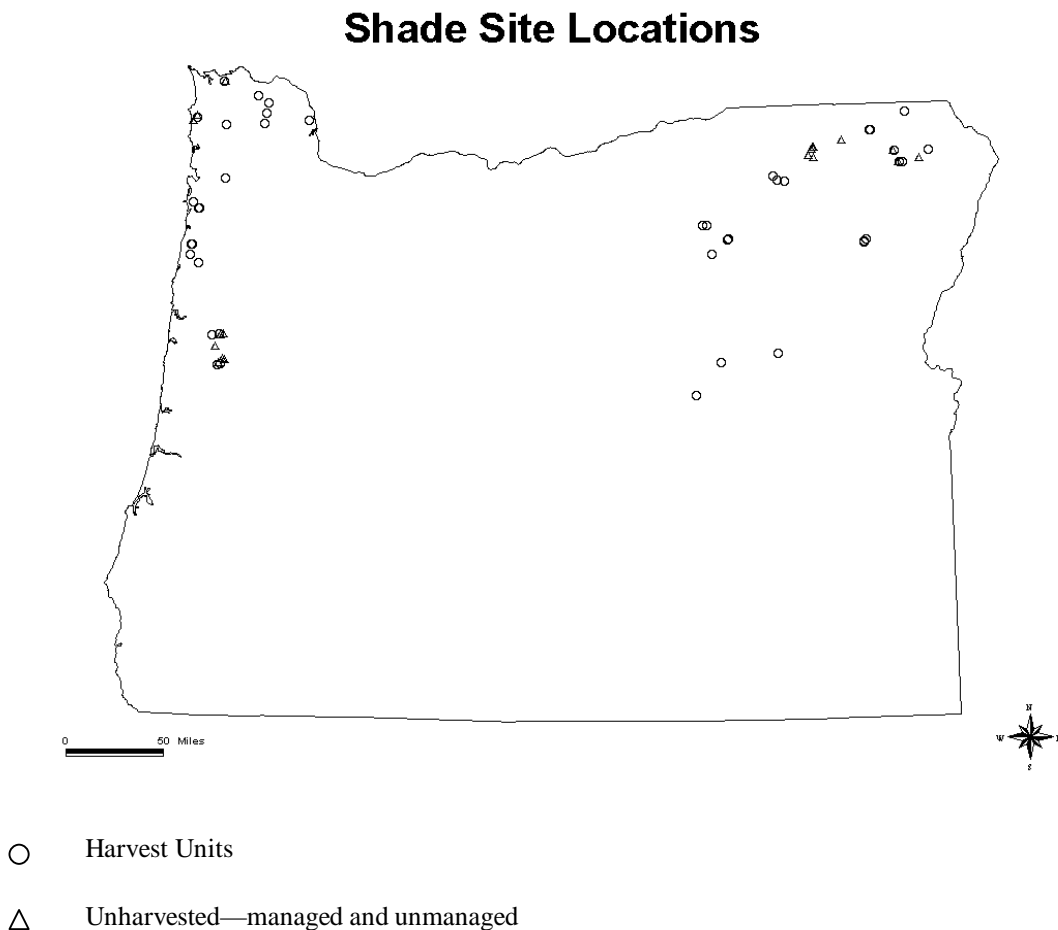 Shade Site Locations
0 50 Miles
N
W E
S
Harvest Units
Unharvested—managed and unmanaged